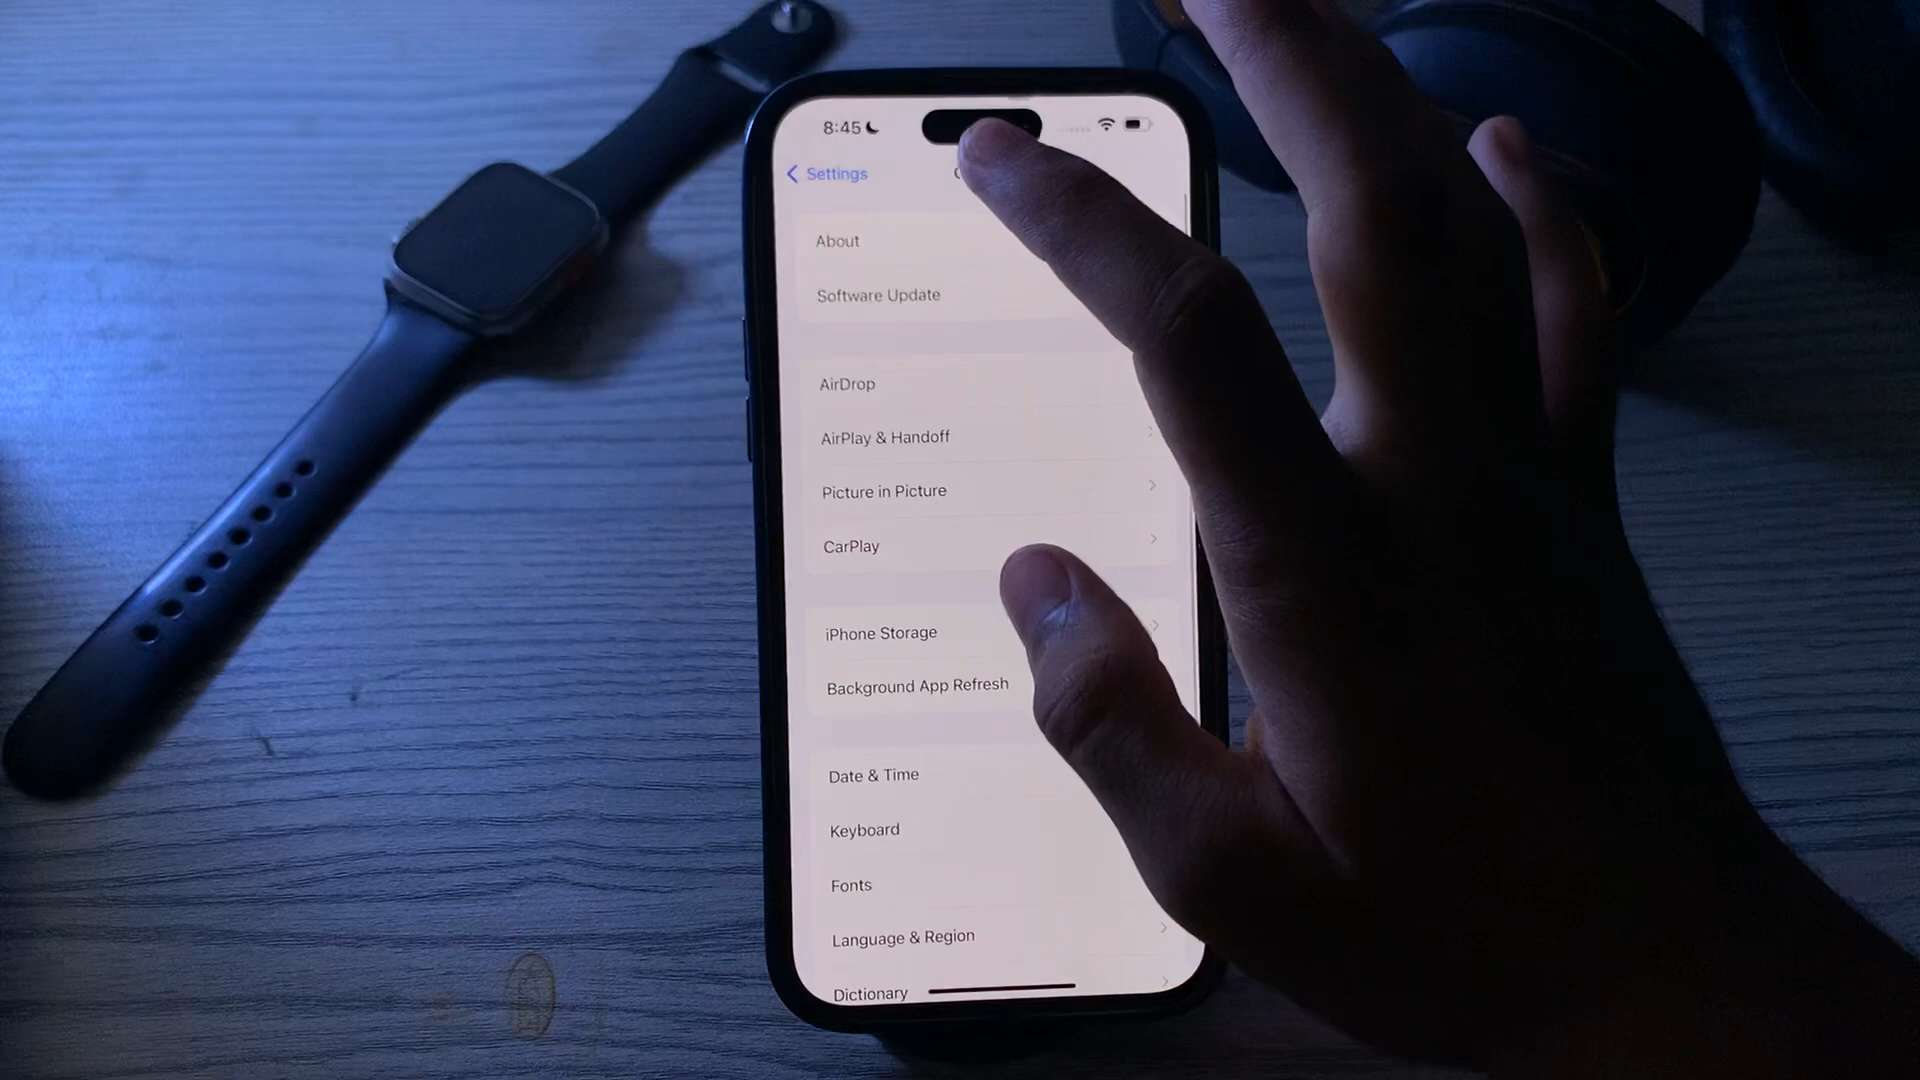 8:45
Settings
About
Software Update
AirDrop
AirPlay & Handoff
Picture in Picture
CarPlay
iPhone Storage
Background App Refresh
Date & Time
Keyboard
Fonts
Language & Region
Dictionary